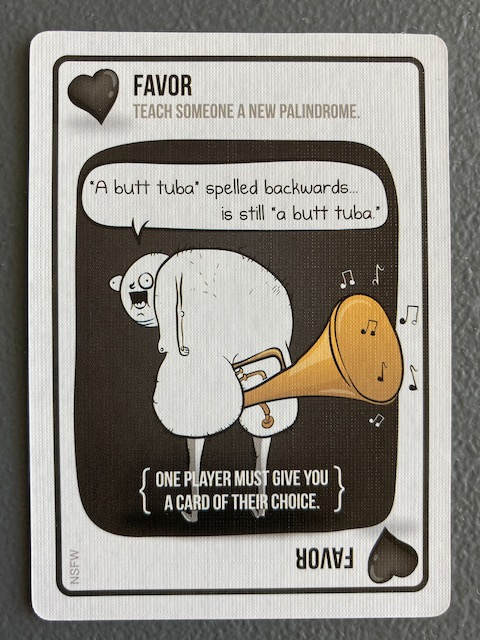 FAVOR
TEACH SOMEONE A NEW PALINDROME.
"A butt tuba" spelled backwards...
is still "a butt tuba."
{ ONE PLAYER MUST GIVE YOU
A CARD OF THEIR CHOICE. }
NSFW
FAVOR